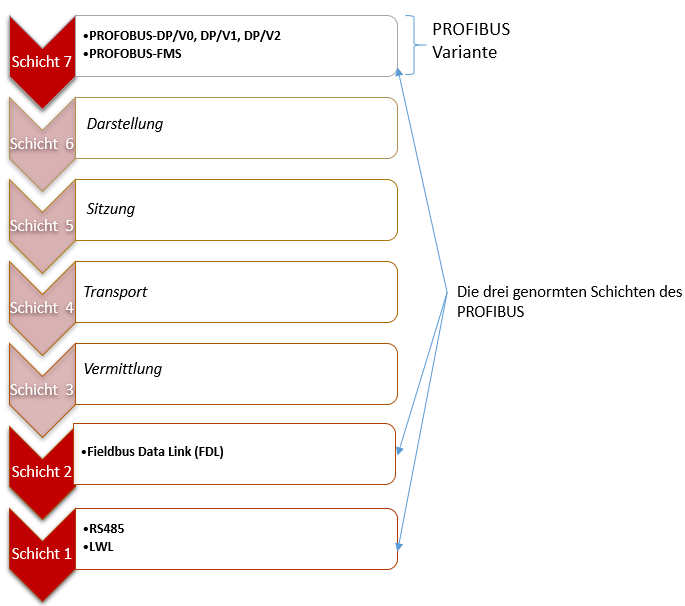 Schicht 7
•PROFOBUS-DP/V0, DP/V1, DP/V2
•PROFOBUS-FMS
PROFIBUS
Variante
Schicht 6
Darstellung
Schicht 5
Sitzung
Schicht 4
Transport
Die drei genormten Schichten des
PROFIBUS
Schicht 3
Vermittlung
Schicht 2
•Fieldbus Data Link (FDL)
Schicht 1
•RS485
•LWL